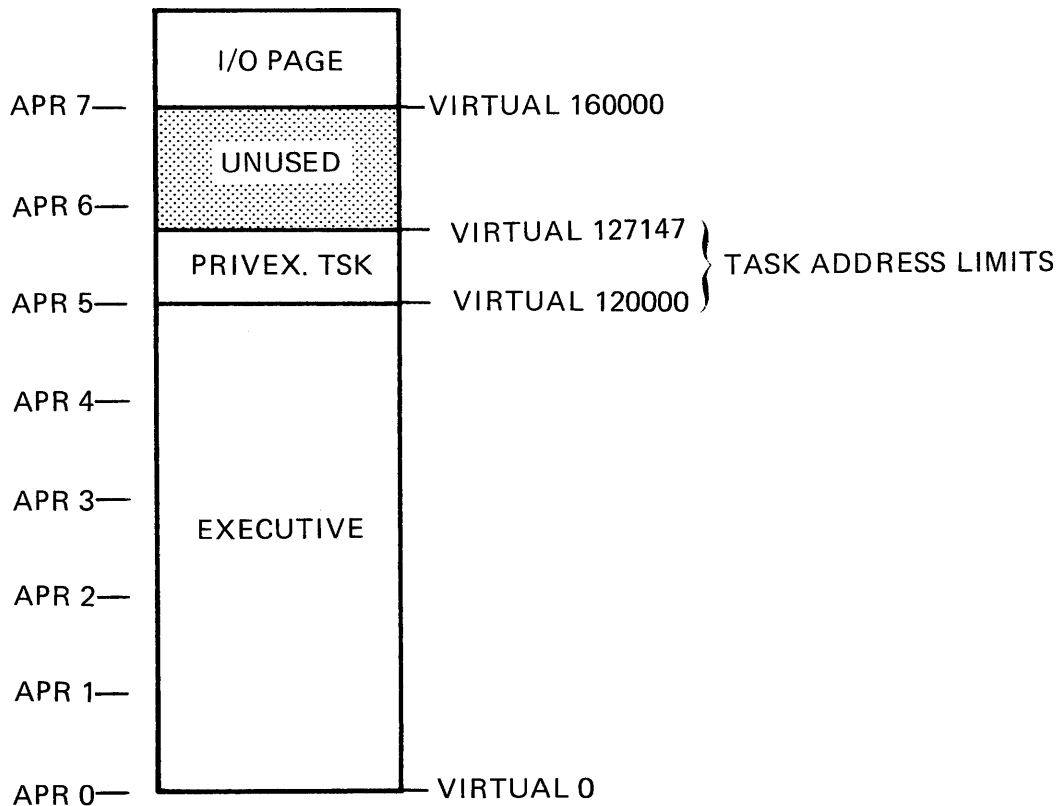 I/O PAGE
APR 7
VIRTUAL 160000
UNUSED
APR 6
VIRTUAL 127147
PRIVEX. TSK
TASK ADDRESS LIMITS
APR 5
VIRTUAL 120000
APR 4
APR 3
EXECUTIVE
APR 2
APR 1
APR 0
VIRTUAL 0